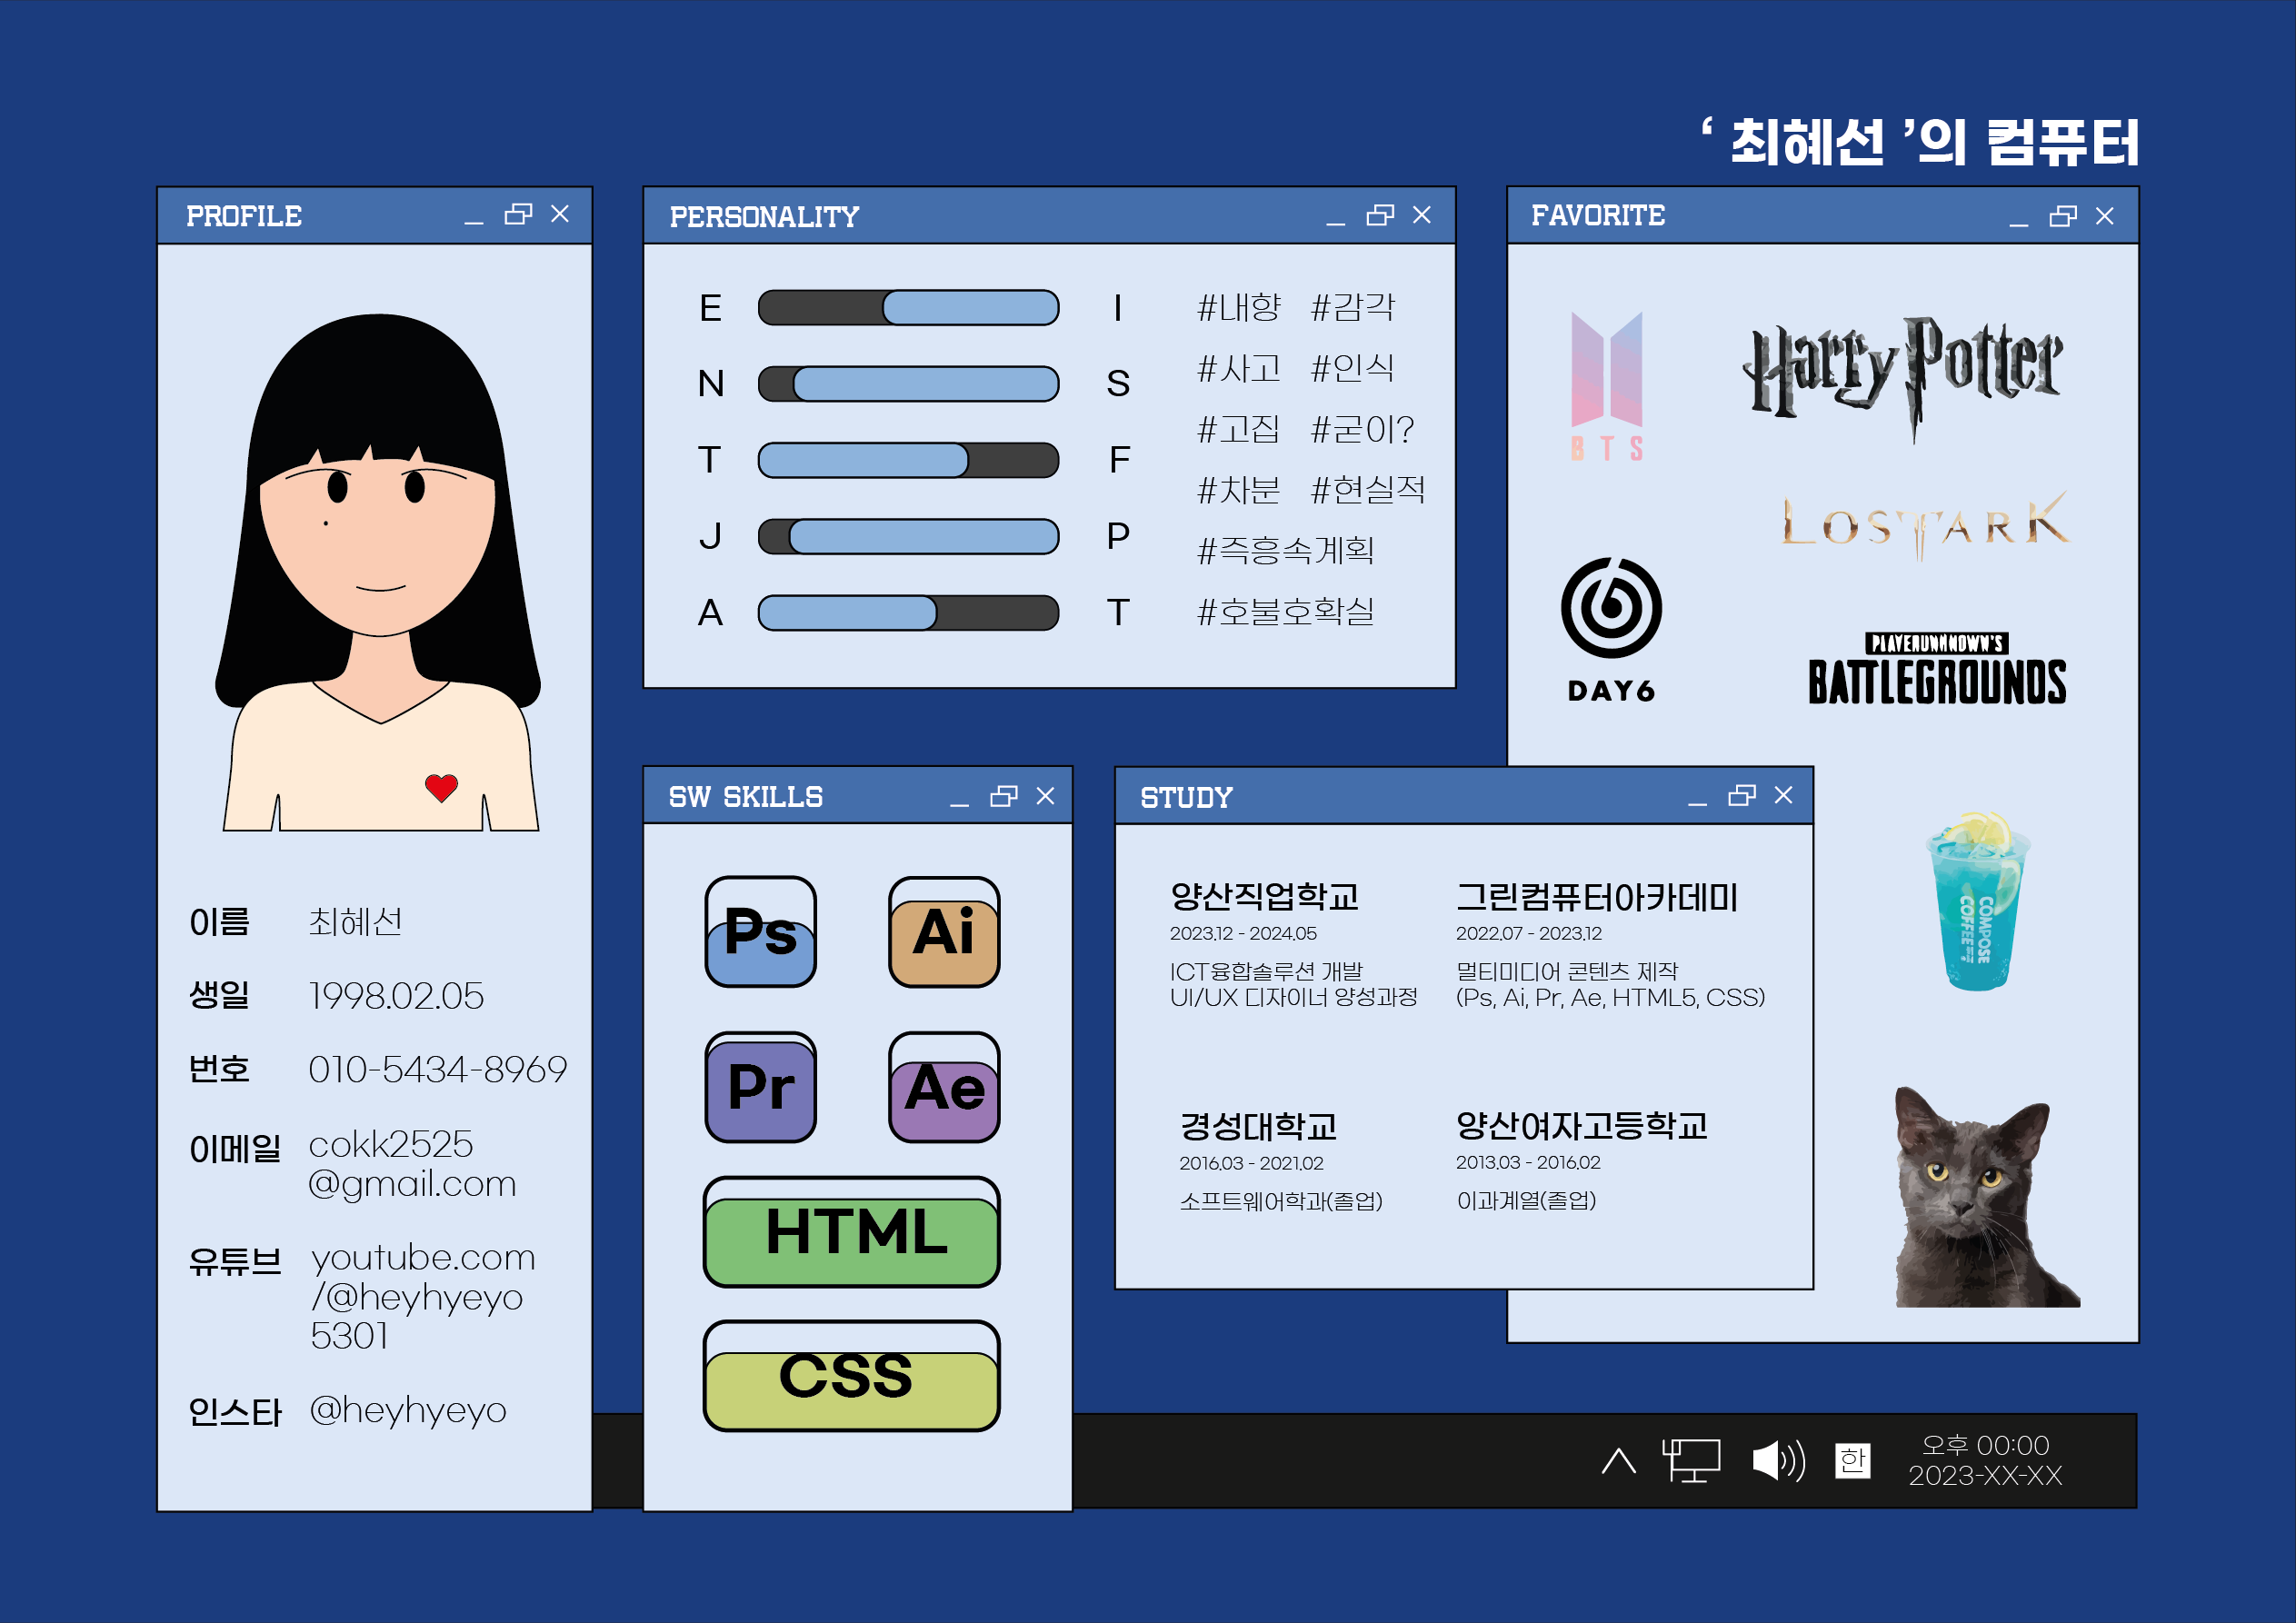 ‘ 최혜선 ’의 컴퓨터
PROFILE
이름 최혜선
생일 1998.02.05
번호 010-5434-8969
이메일 cokk2525
@gmail.com
유튜브 youtube.com
/@heyhyeyo
5301
인스타 @heyhyeyo
PERSONALITY
E I
N S
T F
J P
A T
#내향 #감각
#사고 #인식
#고집 #굳이?
#차분 #현실적
#즉흥속계획
#호불호확실
FAVORITE
BTS
Harry Potter
LOST ARK
DAY6
PLAYERUNKNOWN'S
BATTLEGROUNDS
COMPOSE
COFFEE
SW SKILLS
Ps Ai
Pr Ae
HTML
CSS
STUDY
양산직업학교
2023.12 - 2024.05
ICT융합솔루션 개발
UI/UX 디자이너 양성과정
그린컴퓨터아카데미
2022.07 - 2023.12
멀티미디어 콘텐츠 제작
(Ps, Ai, Pr, Ae, HTML5, CSS)
경성대학교
2016.03 - 2021.02
소프트웨어학과(졸업)
양산여자고등학교
2013.03 - 2016.02
이과계열(졸업)
한
오후 00:00
2023-XX-XX